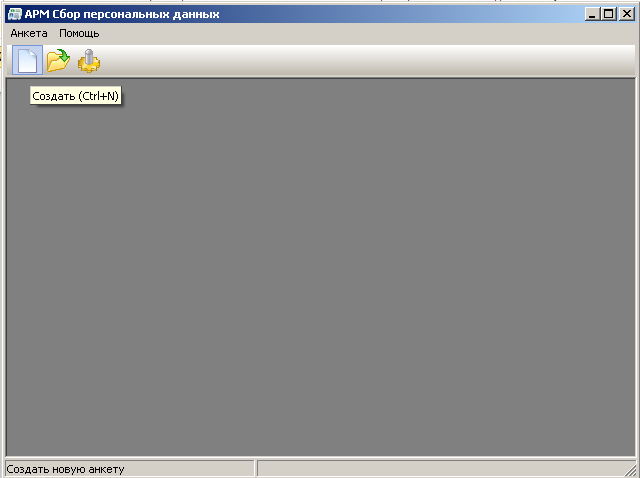 АРМ Сбор персональных данных
Анкета Помощь
Создать (Ctrl+N)
Создать новую анкету